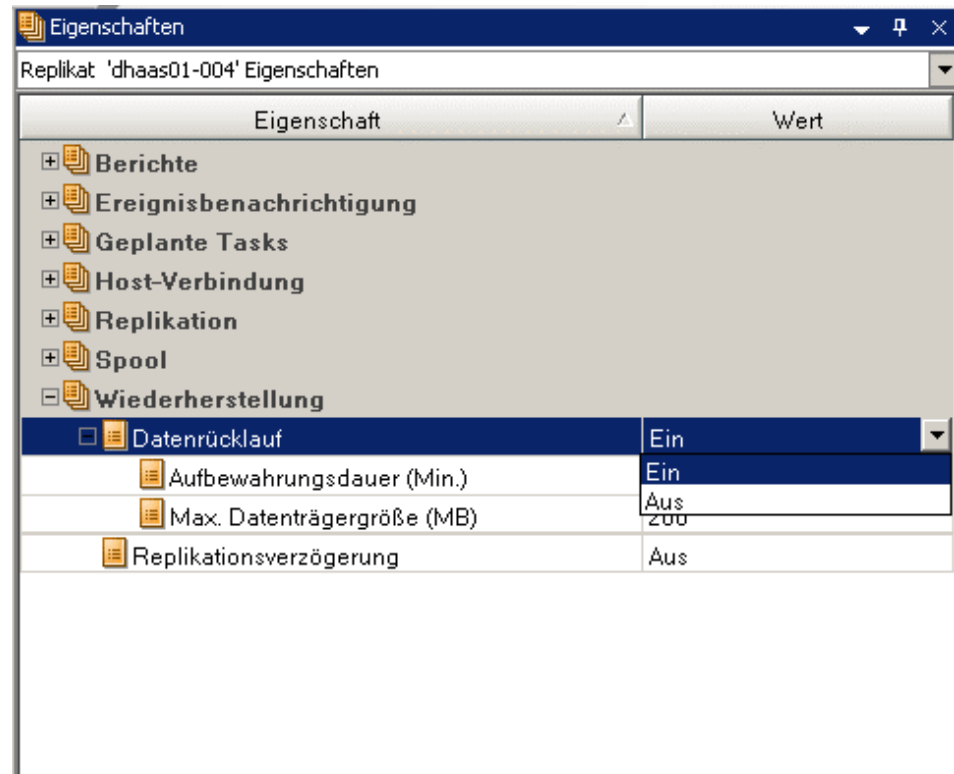 Eigenschaften
Replikat 'dhaas01-004' Eigenschaften
Eigenschaft Wert
Berichte
Ereignisbenachrichtigung
Geplante Tasks
Host-Verbindung
Replikation
Spool
Wiederherstellung
Datenrücklauf Ein
Aufbewahrungsdauer (Min.) Ein
Aus
Max. Datenträgergröße (MB) 200
Replikationsverzögerung Aus